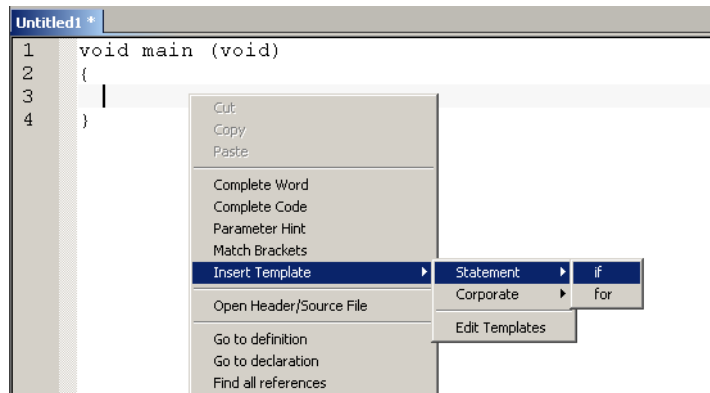 Untitled1 *
1 void main (void)
2 {
3
4 }
Cut
Copy
Paste
Complete Word
Complete Code
Parameter Hint
Match Brackets
Insert Template
Open Header/Source File
Go to definition
Go to declaration
Find all references
Statement
Corporate
Edit Templates
if
for